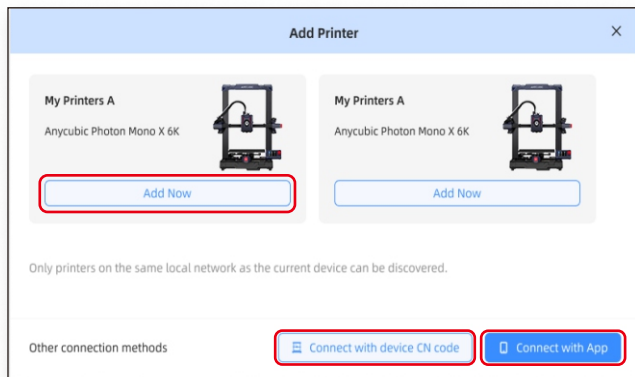 Add Printer
My Printers A
Anycubic Photon Mono X 6K
Add Now
My Printers A
Anycubic Photon Mono X 6K
Add Now
Only printers on the same local network as the current device can be discovered.
Other connection methods
Connect with device CN code
Connect with App